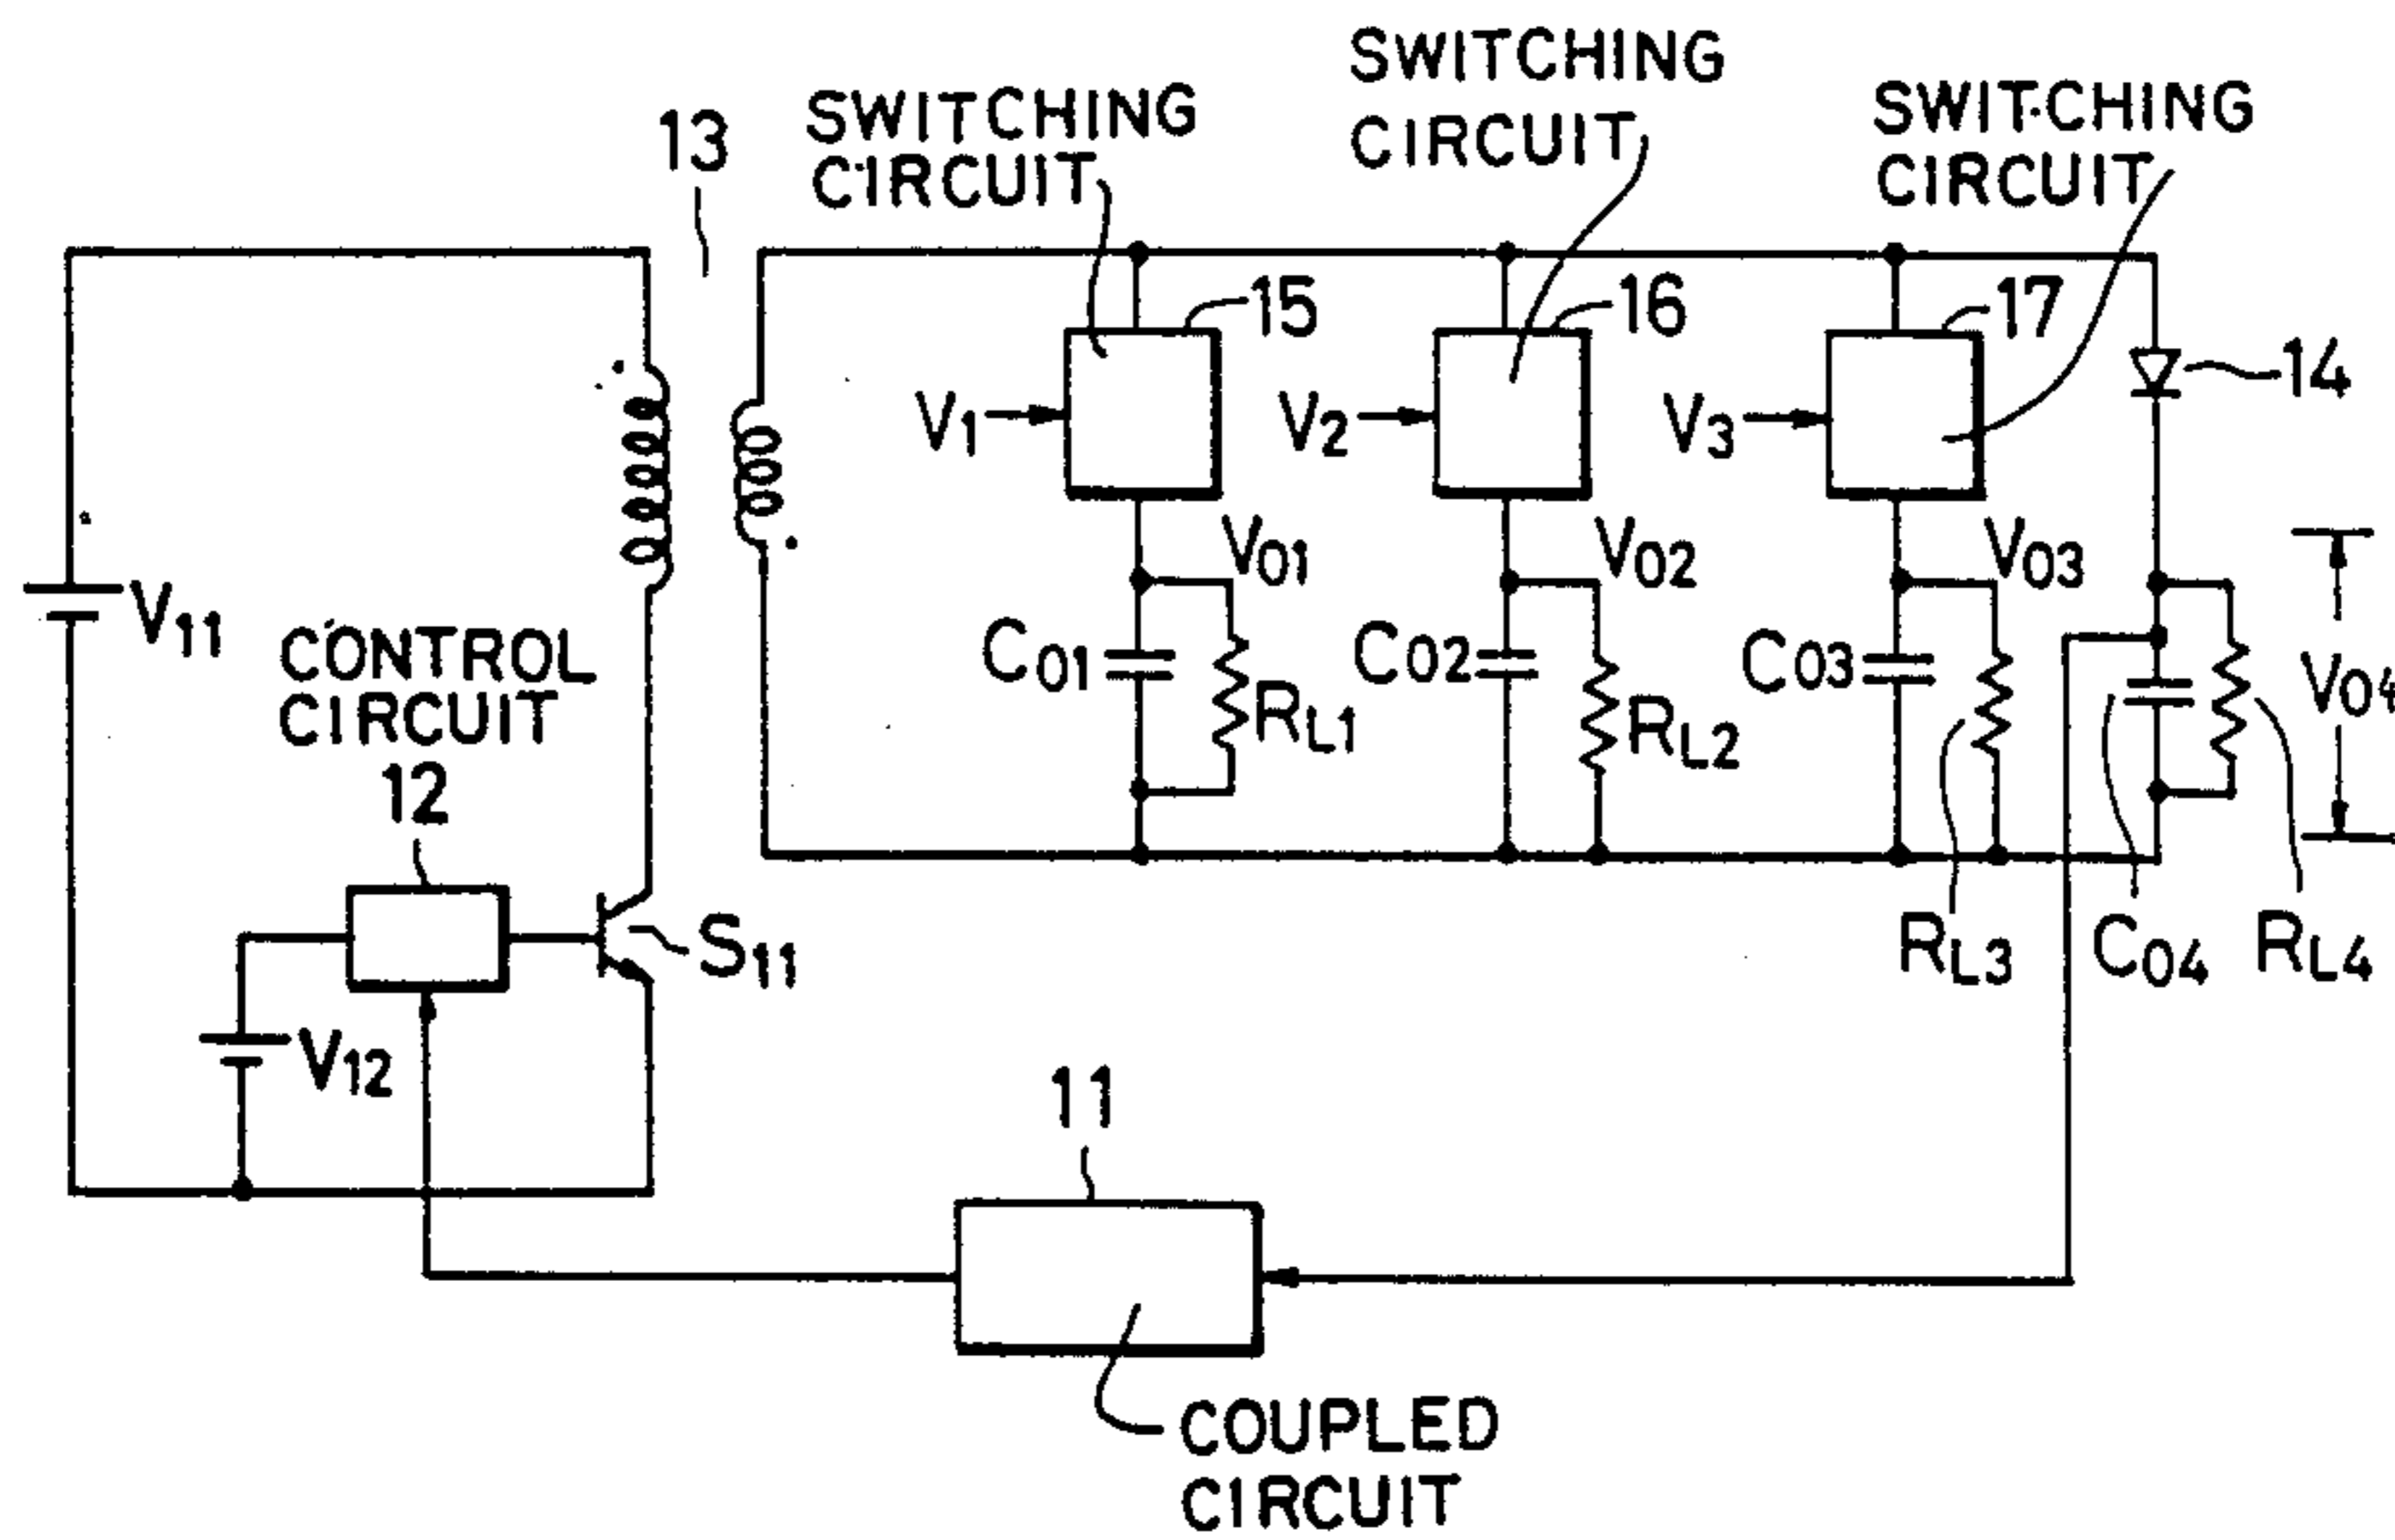 SWITCHING
CIRCUIT
SWITCHING
CIRCUIT
SWITCHING
CIRCUIT
13
15
16
17
14
V1
V2
V3
V01
V02
V03
V04
V11
C01
RL1
C02
RL2
C03
CONTROL
CIRCUIT
12
S11
RL3
C04
RL4
V12
11
COUPLED
CIRCUIT